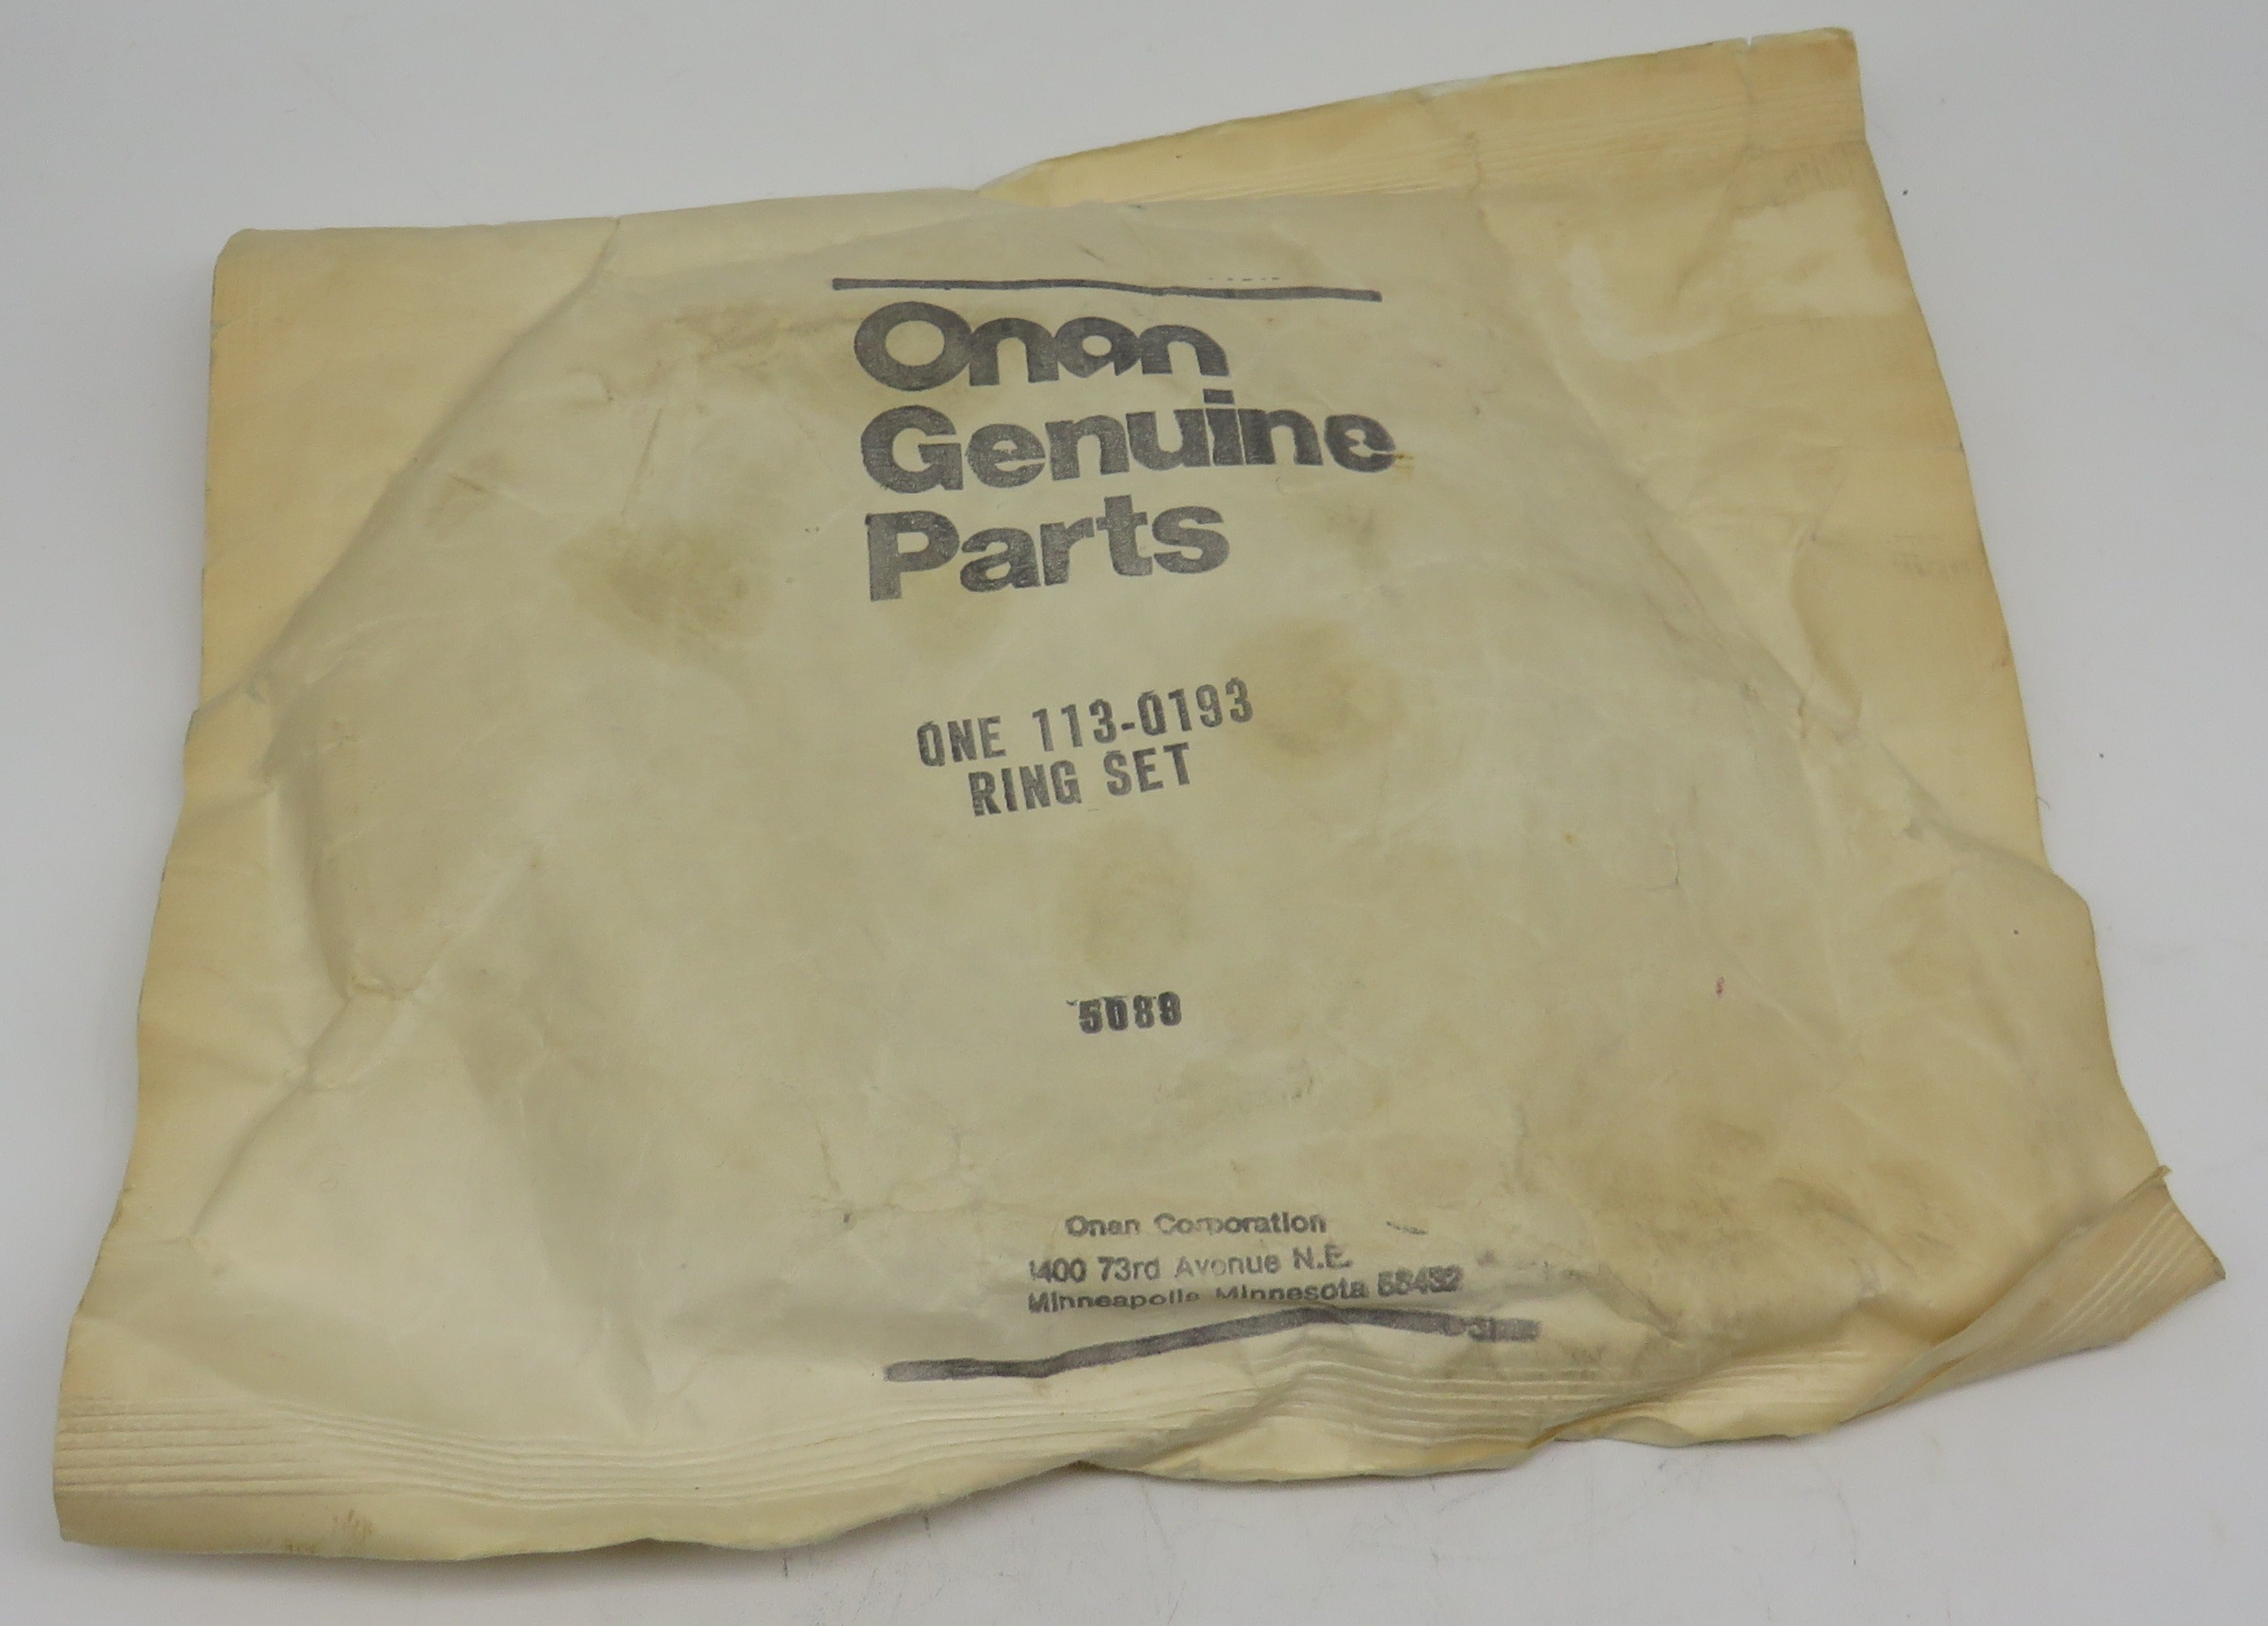 Onan
Genuine
Parts
ONE 113-0193
RING SET
5089
Onan Corporation
1400 73rd Avenue N.E.
Minneapolis Minnesota 55432